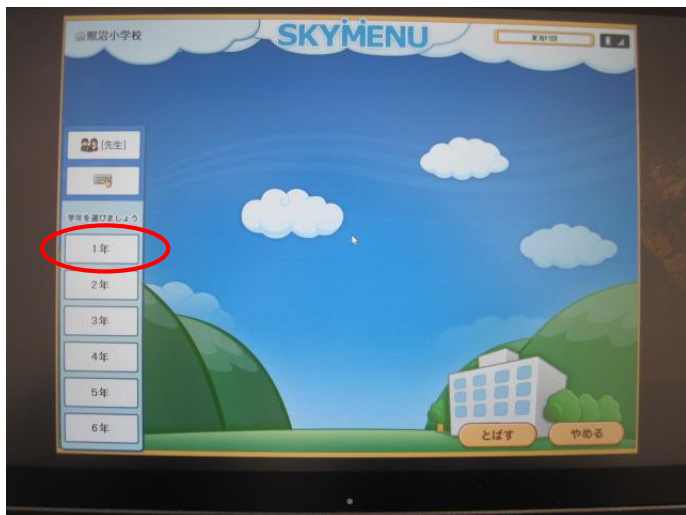 照沼小学校
SKYMENU
[先生]
学年を選びましょう
1年
2年
3年
4年
5年
6年
とばす
やめる